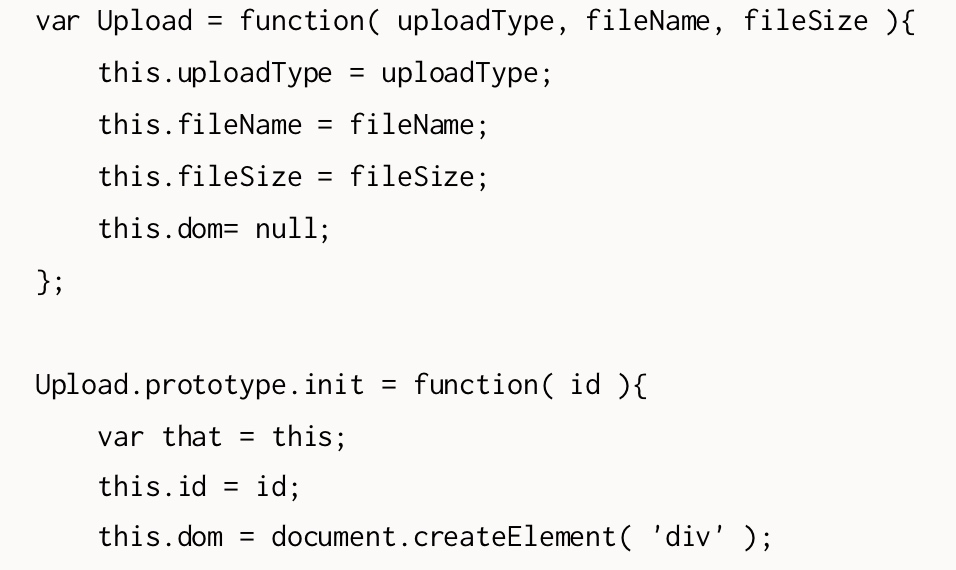 var Upload = function( uploadType, fileName, fileSize ){
    this.uploadType = uploadType;
    this.fileName = fileName;
    this.fileSize = fileSize;
    this.dom= null;
};

Upload.prototype.init = function( id ){
    var that = this;
    this.id = id;
    this.dom = document.createElement( 'div' );